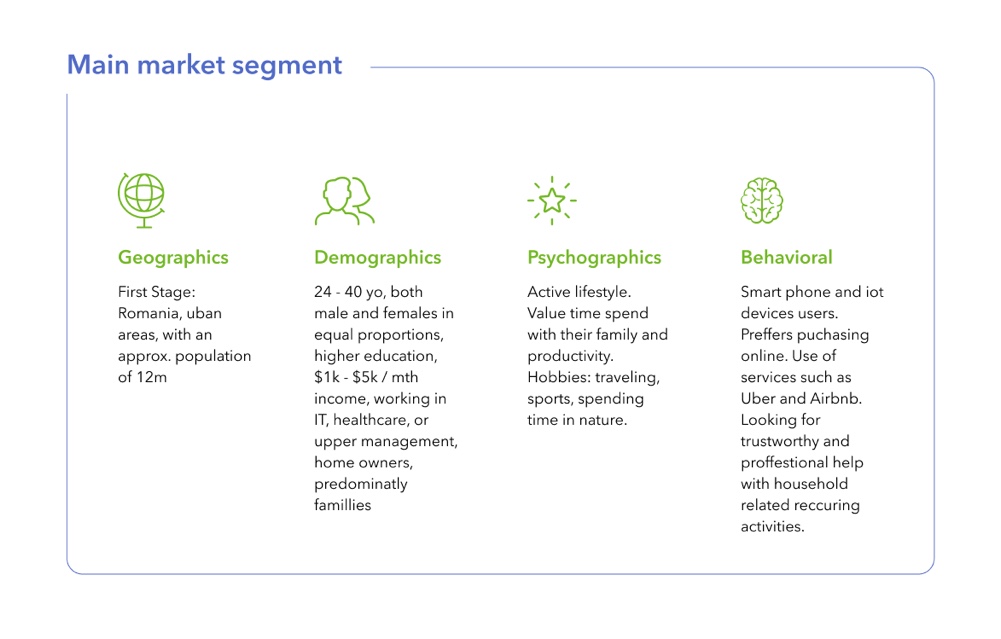 Main market segment
Geographics
First Stage:
Romania, uban
areas, with an
approx. population
of 12m
Demographics
24 - 40 yo, both
male and females in
equal proportions,
higher education,
$1k - $5k / mth
income, working in
IT, healthcare, or
upper management,
home owners,
predominatly
famillies
Psychographics
Active lifestyle.
Value time spend
with their family and
productivity.
Hobbies: traveling,
sports, spending
time in nature.
Behavioral
Smart phone and iot
devices users.
Preffers puchasing
online. Use of
services such as
Uber and Airbnb.
Looking for
trustworthy and
proffestional help
with household
related reccuring
activities.